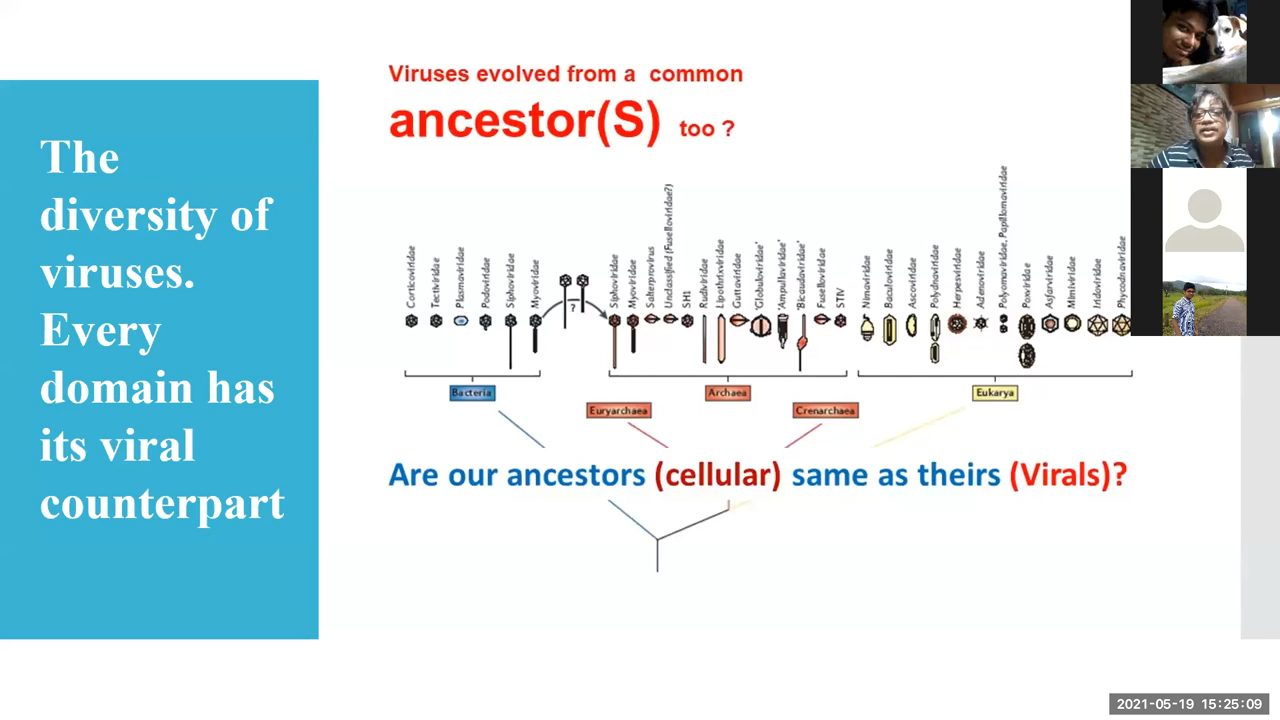 The
diversity of
viruses.
Every
domain has
its viral
counterpart
Viruses evolved from a common
ancestor(S) too ?
Corticoviridae
Tectiviridae
Plasmaviridae
Podoviridae
Siphoviridae
Myoviridae
?
Siphoviridae
Myoviridae
Salterprovirus
Unclassified (Fuselloviridae?)
SH1
Rudiviridae
Lipothrixviridae
Guttaviridae
'Globuloviridae'
'Ampullaviridae'
'Bicaudaviridae'
Fuselloviridae
STIV
Nimaviridae
Baculoviridae
Ascoviridae
Polydnaviridae
Herpesviridae
Adenoviridae
Polyomaviridae, Papillomaviridae
Poxviridae
Asfarviridae
Mimiviridae
Iridoviridae
Phycodnaviridae
Bacteria
Archaea
Eukarya
Euryarchaea
Crenarchaea
Are our ancestors (cellular) same as theirs (Virals)?
2021-05-19 15:25:09